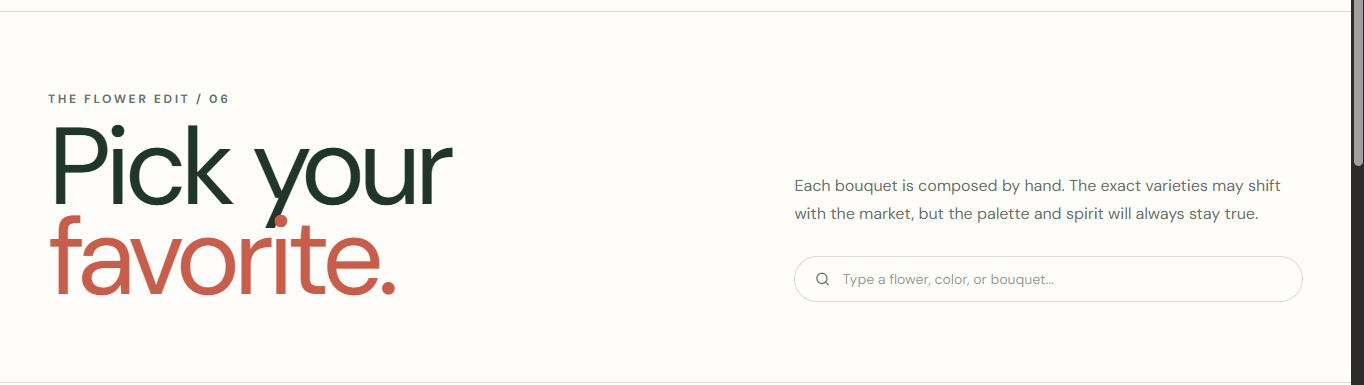 THE FLOWER EDIT / 06
Pick your
favorite.
Each bouquet is composed by hand. The exact varieties may shift
with the market, but the palette and spirit will always stay true.
Type a flower, color, or bouquet...